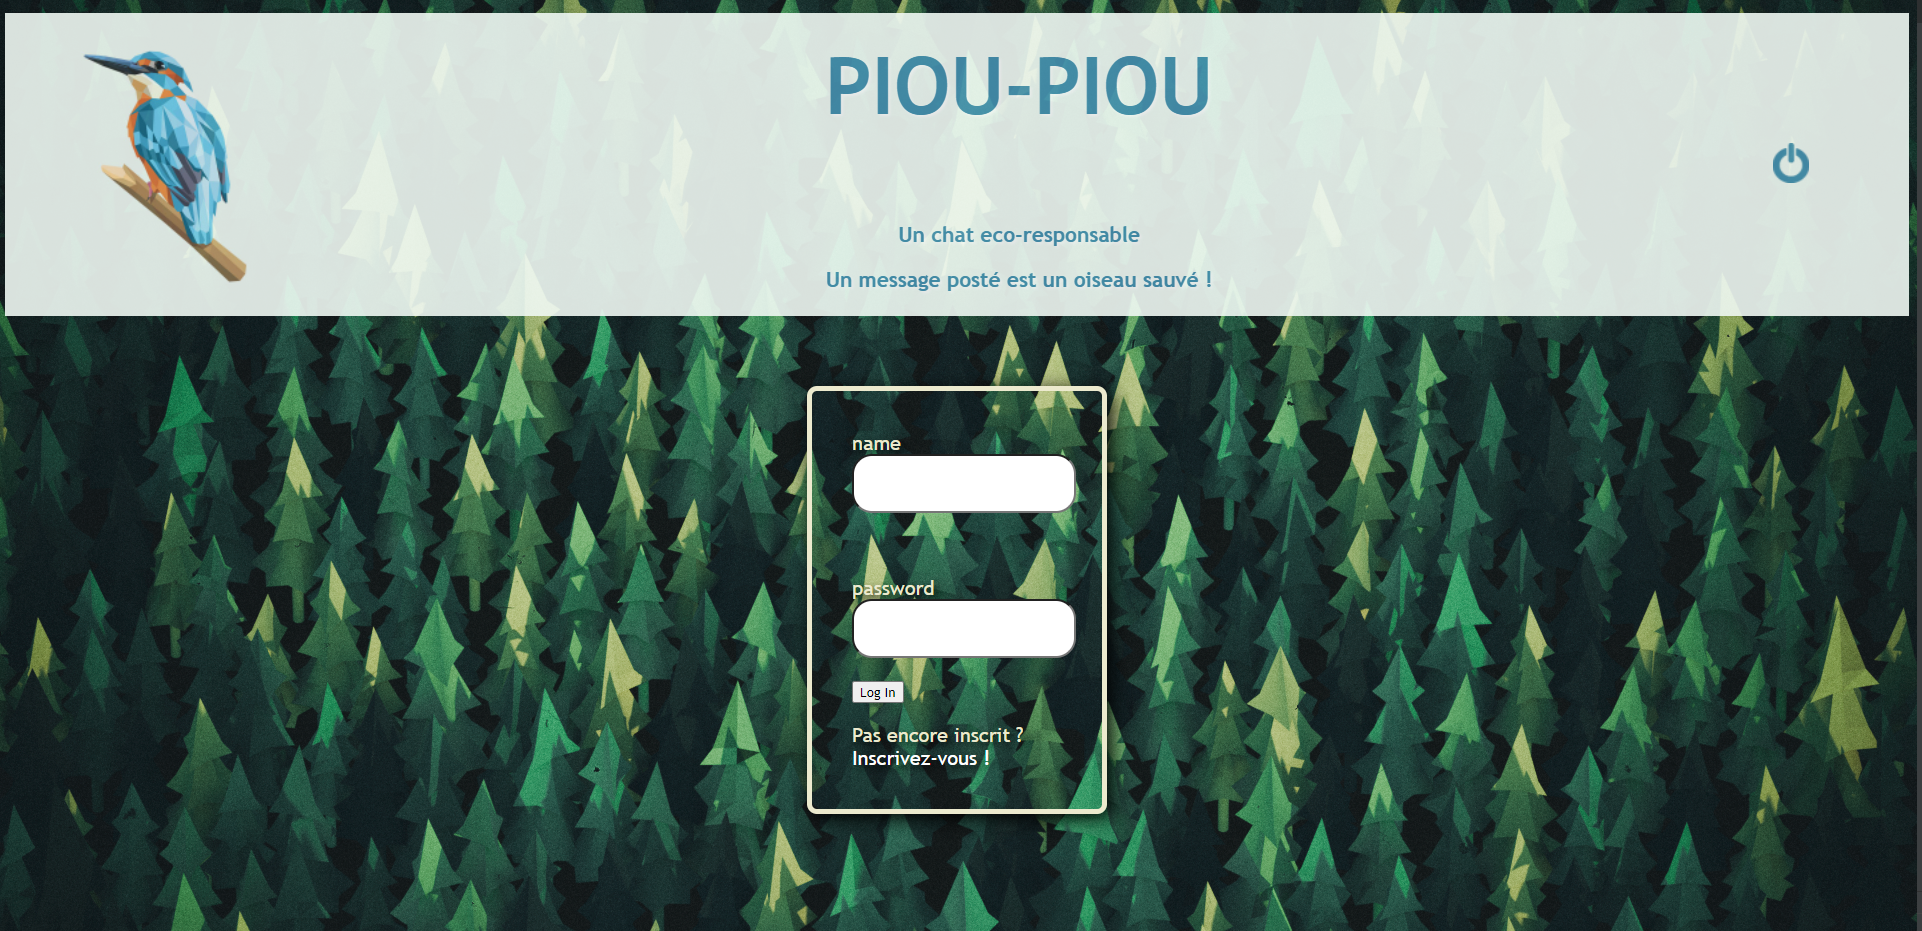 PIOU-PIOU
Un chat eco-responsable
Un message posté est un oiseau sauvé !
name
password
Log In
Pas encore inscrit ?
Inscrivez-vous !